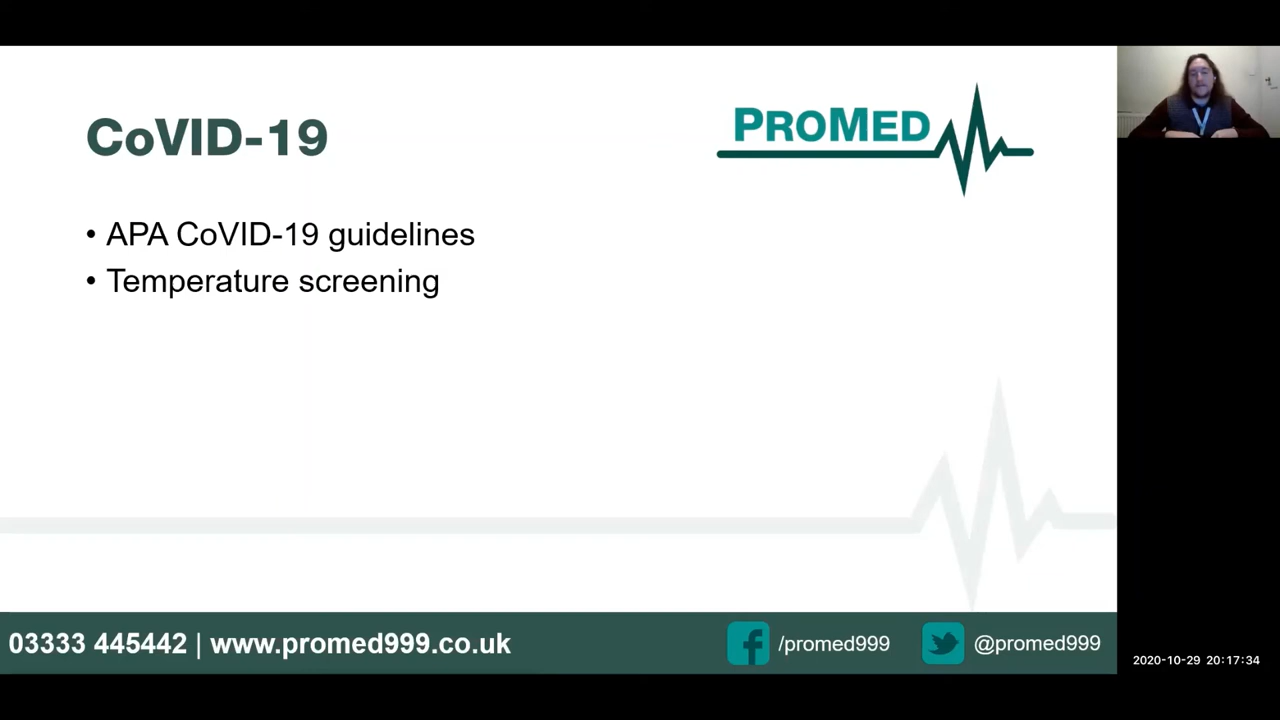 CoVID-19
PROMED
• APA CoVID-19 guidelines
• Temperature screening
03333 445442 | www.promed999.co.uk
/promed999
@promed999
2020-10-29 20:17:34